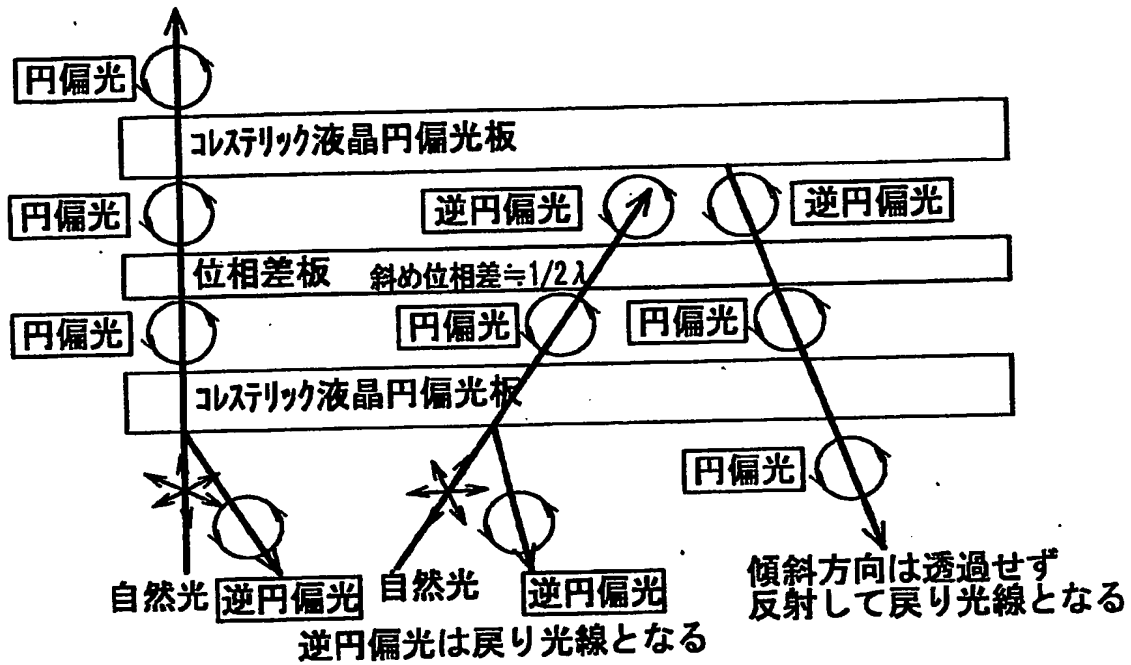 円偏光
コレステリック液晶円偏光板
円偏光
逆円偏光
逆円偏光
位相差板 斜め位相差≒1/2λ
円偏光
円偏光
円偏光
コレステリック液晶円偏光板
円偏光
自然光
逆円偏光
自然光
逆円偏光
傾斜方向は透過せず
反射して戻り光線となる
逆円偏光は戻り光線となる